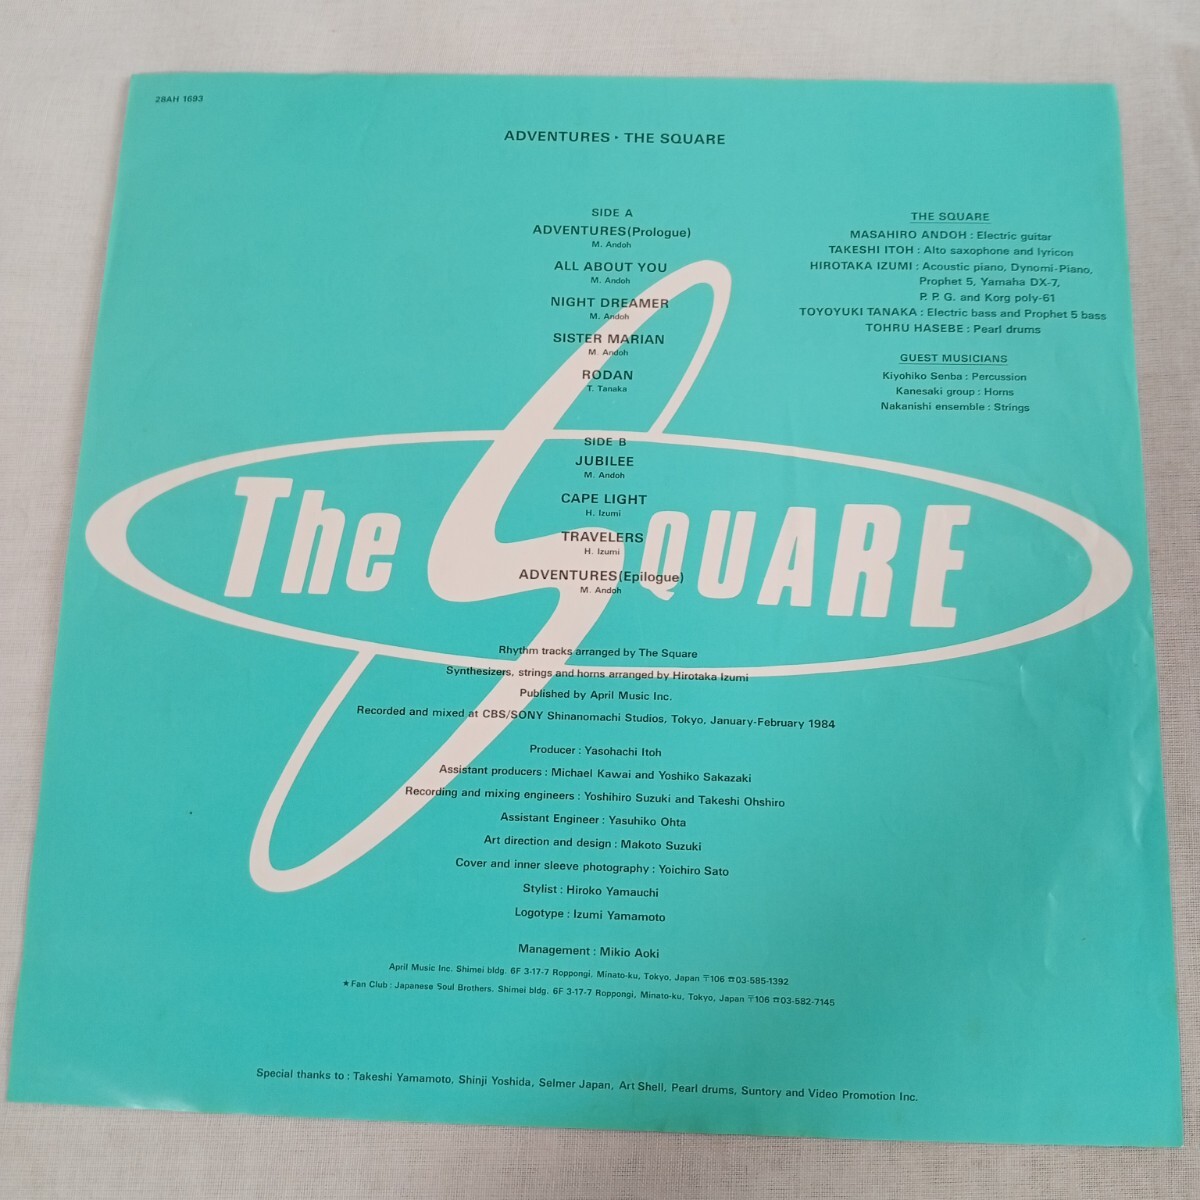 28AH 1693
ADVENTURES · THE SQUARE
SIDE A
ADVENTURES(Prologue)
M. Andoh
ALL ABOUT YOU
M. Andoh
NIGHT DREAMER
M. Andoh
SISTER MARIAN
M. Andoh
RODAN
T. Tanaka
SIDE B
JUBILEE
M. Andoh
CAPE LIGHT
H. Izumi
TRAVELERS
H. Izumi
ADVENTURES(Epilogue)
M. Andoh
THE SQUARE
MASAHIRO ANDOH : Electric guitar
TAKESHI ITOH : Alto saxophone and lyricon
HIROTAKA IZUMI : Acoustic piano, Dynomi-Piano,
Prophet 5, Yamaha DX-7,
P. P. G. and Korg poly-61
TOYOYUKI TANAKA : Electric bass and Prophet 5 bass
TOHRU HASEBE : Pearl drums
GUEST MUSICIANS
Kiyohiko Senba : Percussion
Kanesaki group : Horns
Nakanishi ensemble : Strings
The SQUARE
Rhythm tracks arranged by The Square
Synthesizers, strings and horns arranged by Hirotaka Izumi
Published by April Music Inc.
Recorded and mixed at CBS/SONY Shinanomachi Studios, Tokyo, January-February 1984
Producer : Yasohachi Itoh
Assistant producers : Michael Kawai and Yoshiko Sakazaki
Recording and mixing engineers : Yoshihiro Suzuki and Takeshi Ohshiro
Assistant Engineer : Yasuhiko Ohta
Art direction and design : Makoto Suzuki
Cover and inner sleeve photography : Yoichiro Sato
Stylist : Hiroko Yamauchi
Logotype : Izumi Yamamoto
Management : Mikio Aoki
April Music Inc. Shimei bldg. 6F 3-17-7 Roppongi, Minato-ku, Tokyo, Japan 〒106 ☎03-585-1392
★Fan Club : Japanese Soul Brothers. Shimei bldg. 6F 3-17-7 Roppongi, Minato-ku, Tokyo, Japan 〒106 ☎03-582-7145
Special thanks to : Takeshi Yamamoto, Shinji Yoshida, Selmer Japan, Art Shell, Pearl drums, Suntory and Video Promotion Inc.